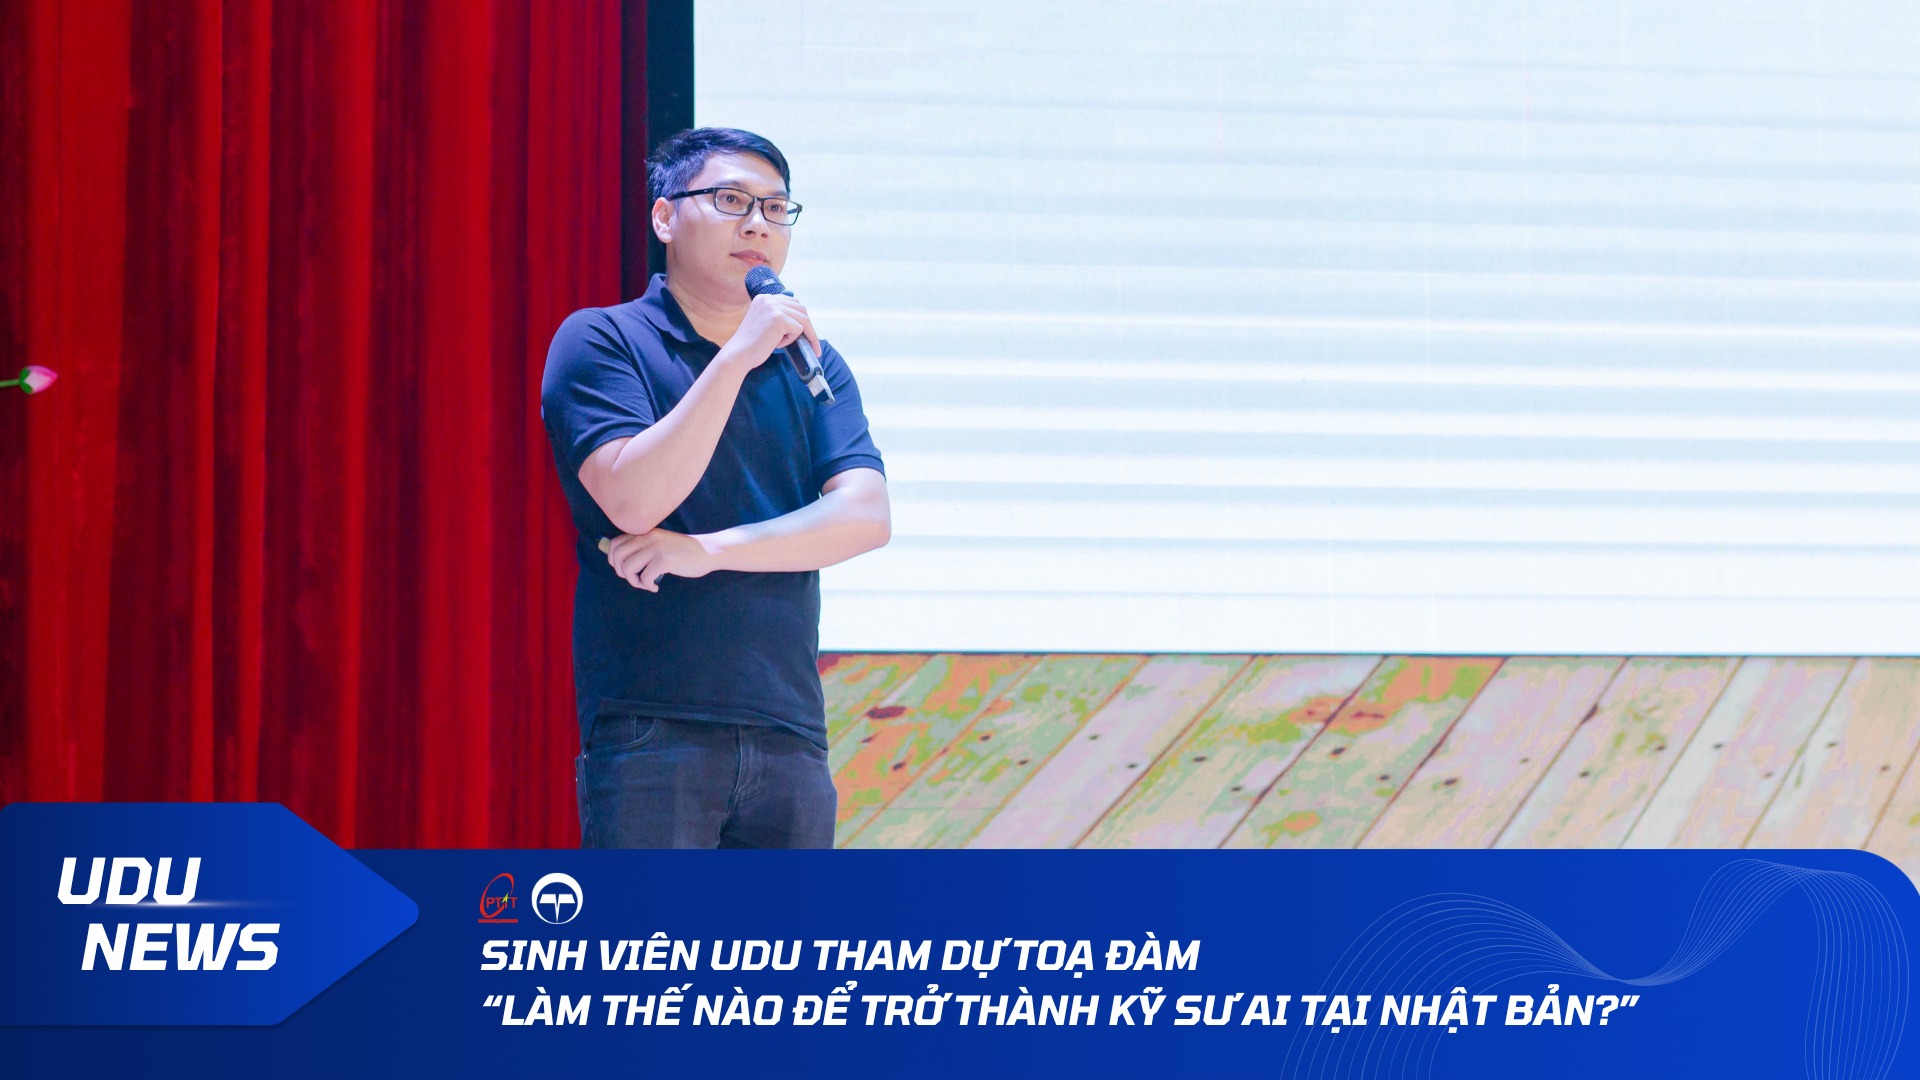 UDU
NEWS
PTIT
SINH VIÊN UDU THAM DỰ TOẠ ĐÀM
“LÀM THẾ NÀO ĐỂ TRỞ THÀNH KỸ SƯ AI TẠI NHẬT BẢN?”